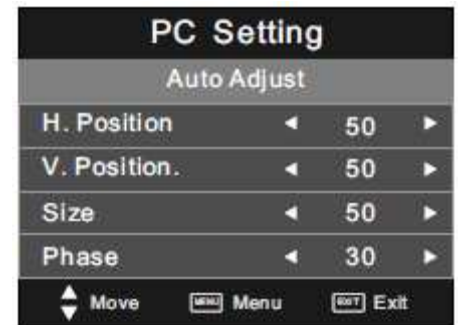 PC Setting
Auto Adjust
H. Position 50
V. Position. 50
Size 50
Phase 30
Move MENU Menu EXIT Exit